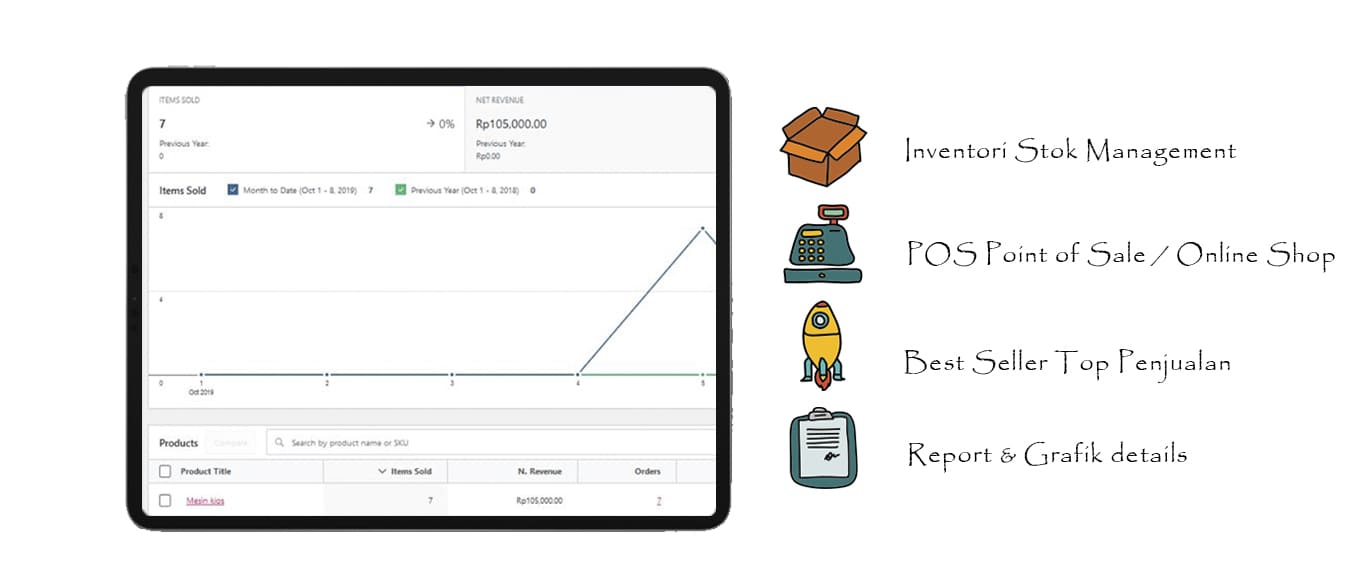 ITEMS SOLD
7
→ 0%
Previous Year:
0
NET REVENUE
Rp105,000.00
Previous Year:
Rp0.00
Items Sold
Month to Date (Oct 1 - 8, 2019) 7
Previous Year (Oct 1 - 8, 2018) 0
8
4
0 1 2 3 4 5
Oct 2019
Products Compare Search by product name or SKU
Product Title Items Sold N. Revenue Orders
Mesin kios 7 Rp105,000.00 7
Inventori Stok Management
POS Point of Sale / Online Shop
Best Seller Top Penjualan
Report & Grafik details